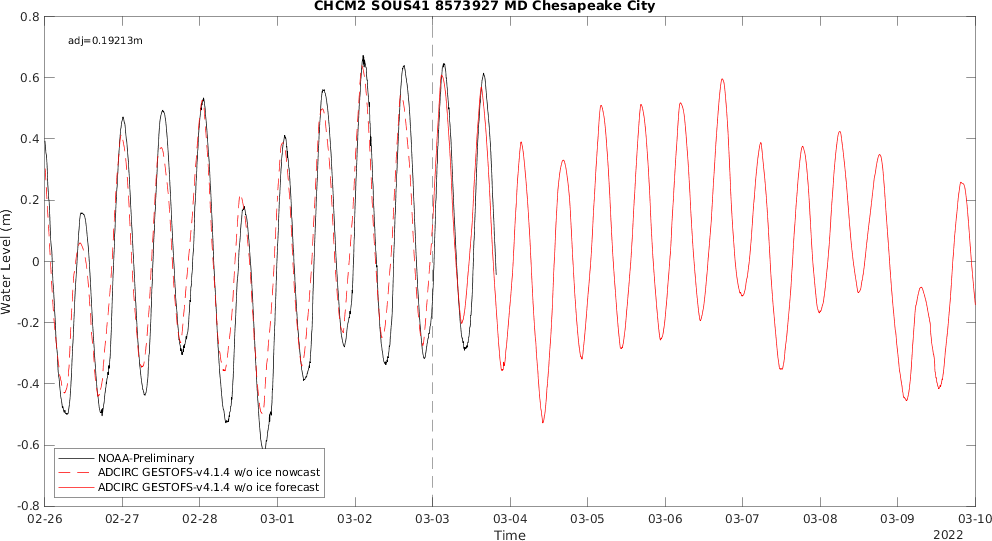 CHCM2 SOUS41 8573927 MD Chesapeake City
adj=0.19213m
0.8
0.6
0.4
0.2
0
-0.2
-0.4
-0.6
-0.8
Water Level (m)
NOAA-Preliminary
ADCIRC GESTOFS-v4.1.4 w/o ice nowcast
ADCIRC GESTOFS-v4.1.4 w/o ice forecast
02-26 02-27 02-28 03-01 03-02 03-03 03-04 03-05 03-06 03-07 03-08 03-09 03-10
Time
2022